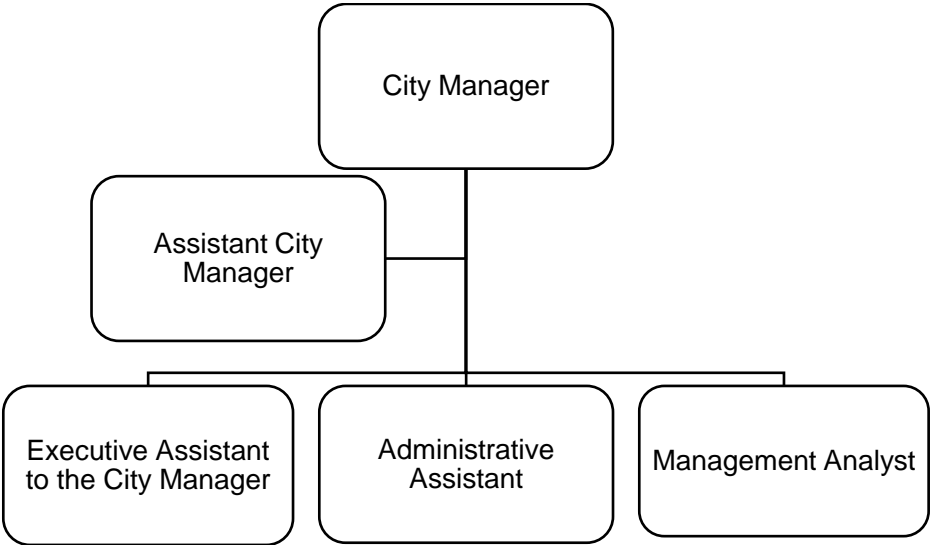 City Manager
Assistant City
Manager
Executive Assistant
to the City Manager
Administrative
Assistant
Management Analyst